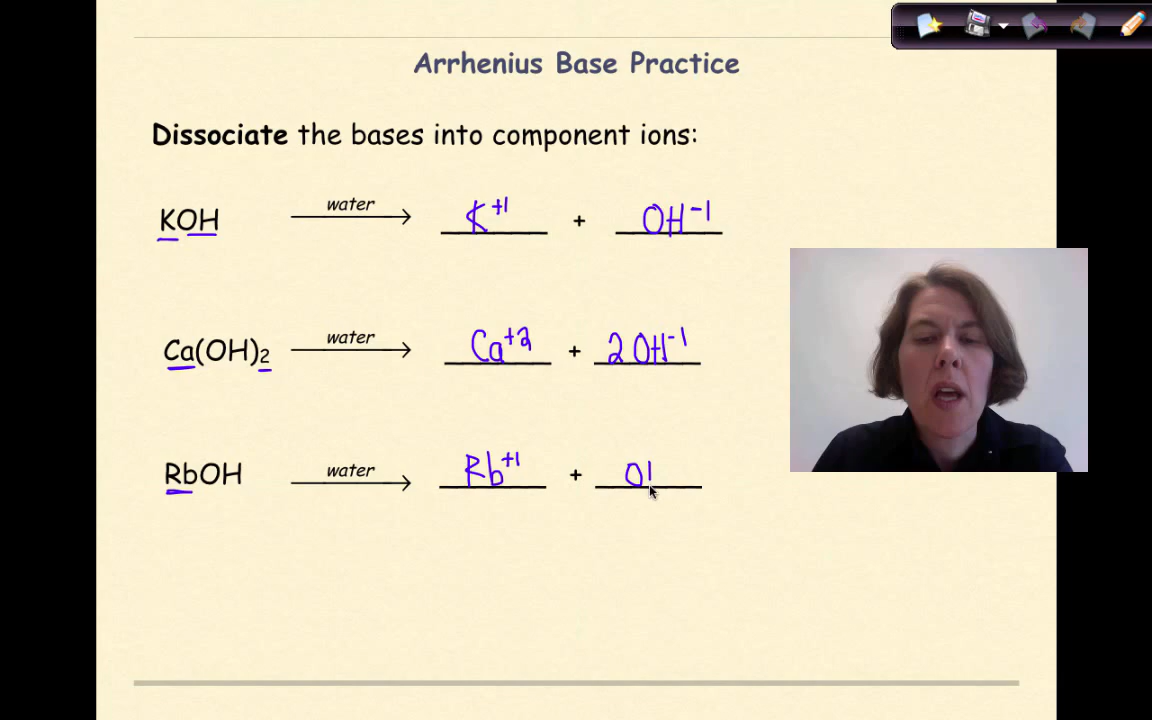 Arrhenius Base Practice
Dissociate the bases into component ions:
KOH water K+1 + OH-1
Ca(OH)2 water Ca+2 + 2OH-1
RbOH water Rb+1 + O